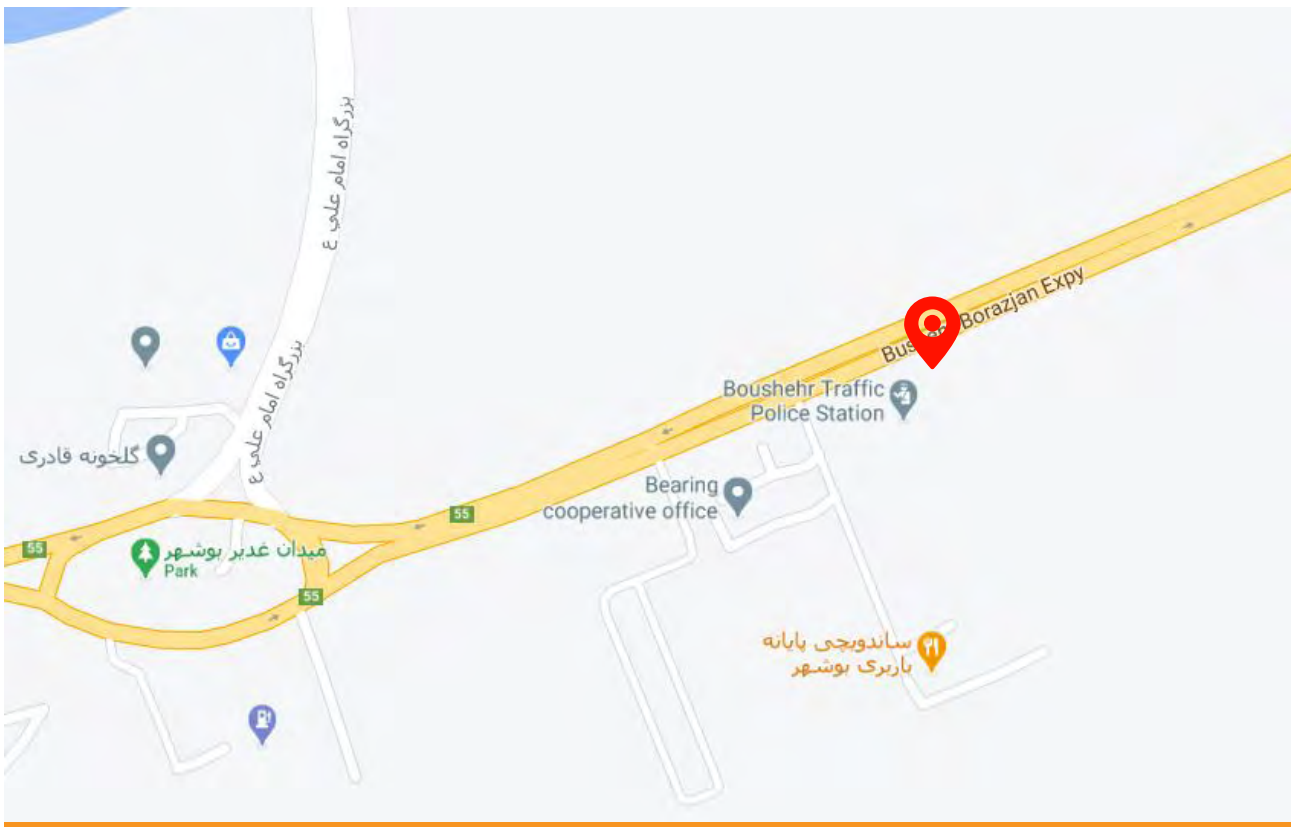 بزرگراه امام علی ع
Borazjan Expy
Boushehr Traffic
Police Station
بزرگراه امام علی ع
گلخونه قادری
Bearing
cooperative office
55
55
میدان غدیر بوشهر
Park
55
ساندویچی پایانه
باربری بوشهر